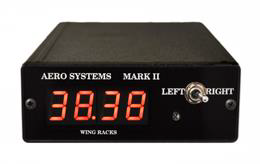 AERO SYSTEMS MARK II
LEFT RIGHT
38.38
WING RACKS